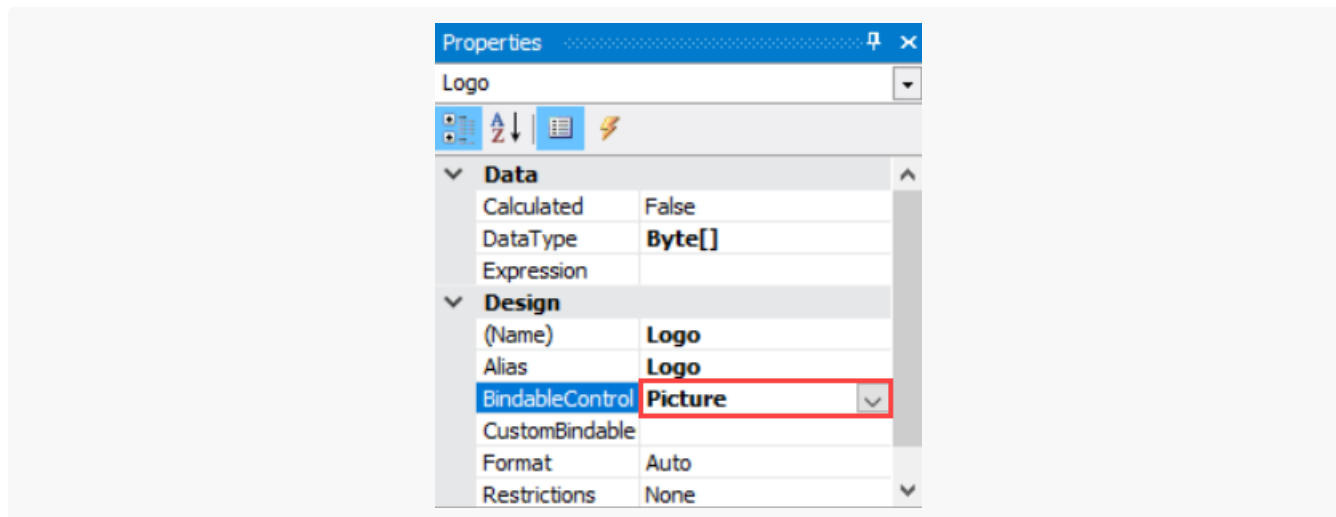 Properties
Logo
Data
Calculated False
DataType Byte[]
Expression
Design
(Name) Logo
Alias Logo
BindableControl Picture
CustomBindable
Format Auto
Restrictions None